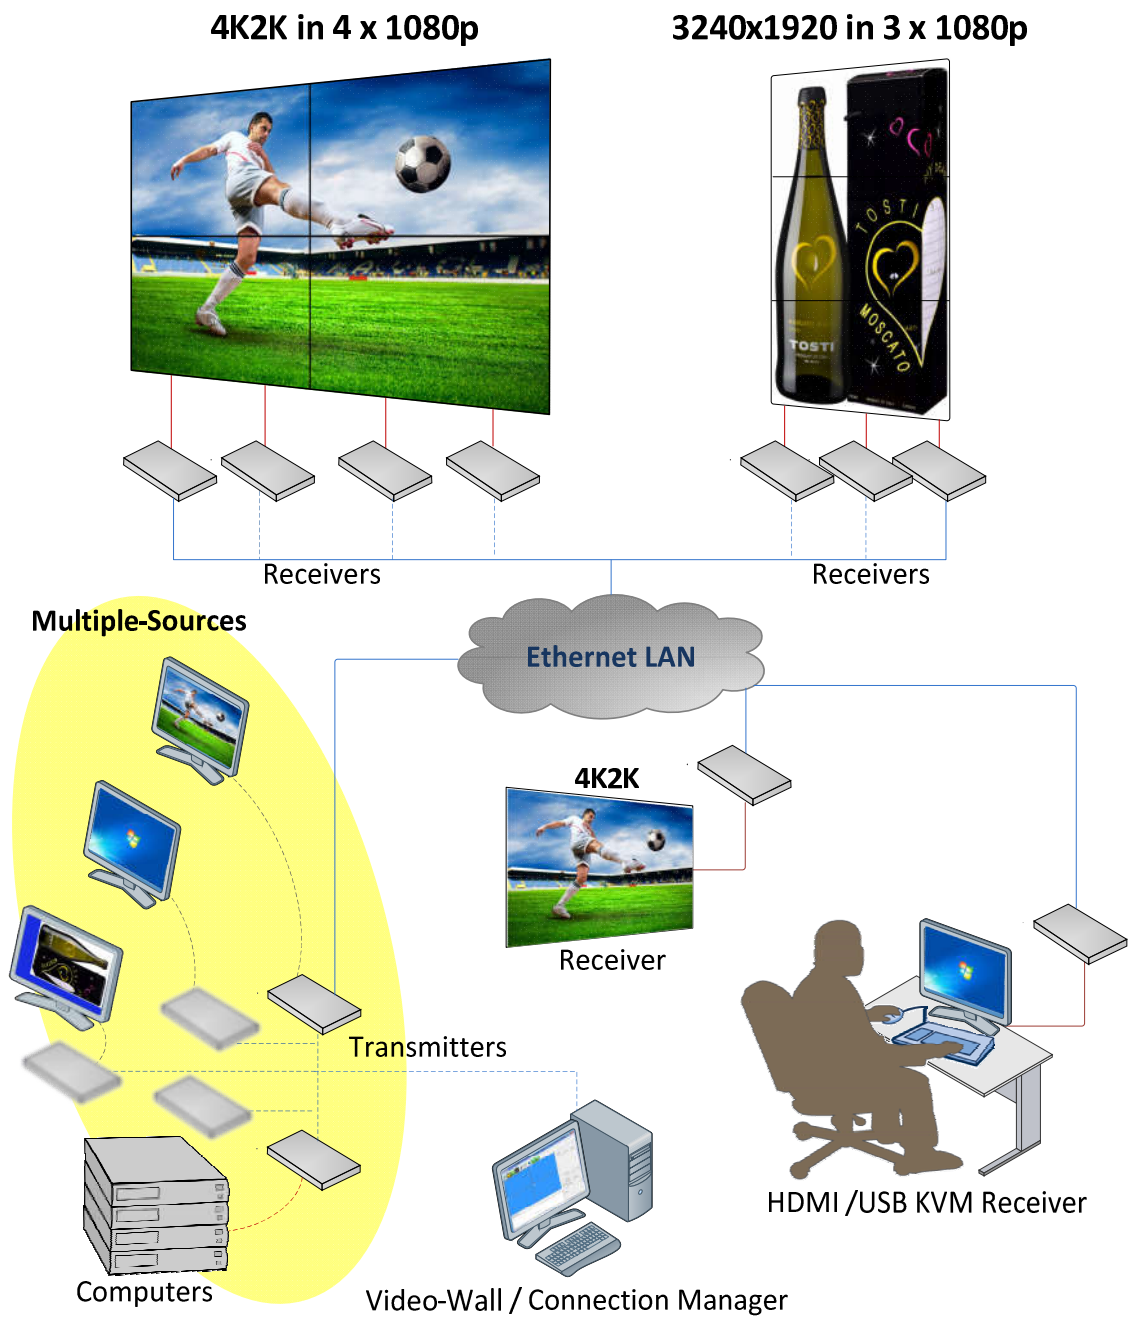 4K2K in 4 x 1080p
3240x1920 in 3 x 1080p
TOSTI
MOSCATO
TOSTI
Receivers
Receivers
Multiple-Sources
Ethernet LAN
4K2K
Receiver
Transmitters
HDMI /USB KVM Receiver
Computers
Video-Wall / Connection Manager